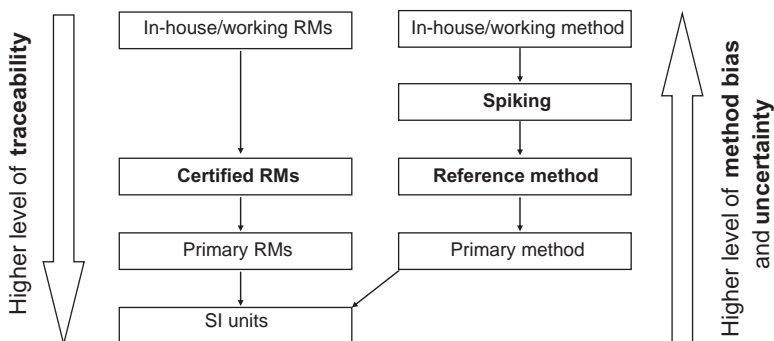 Higher level of traceability
In-house/working RMs
Certified RMs
Primary RMs
SI units
In-house/working method
Spiking
Reference method
Primary method
Higher level of method bias
and uncertainty